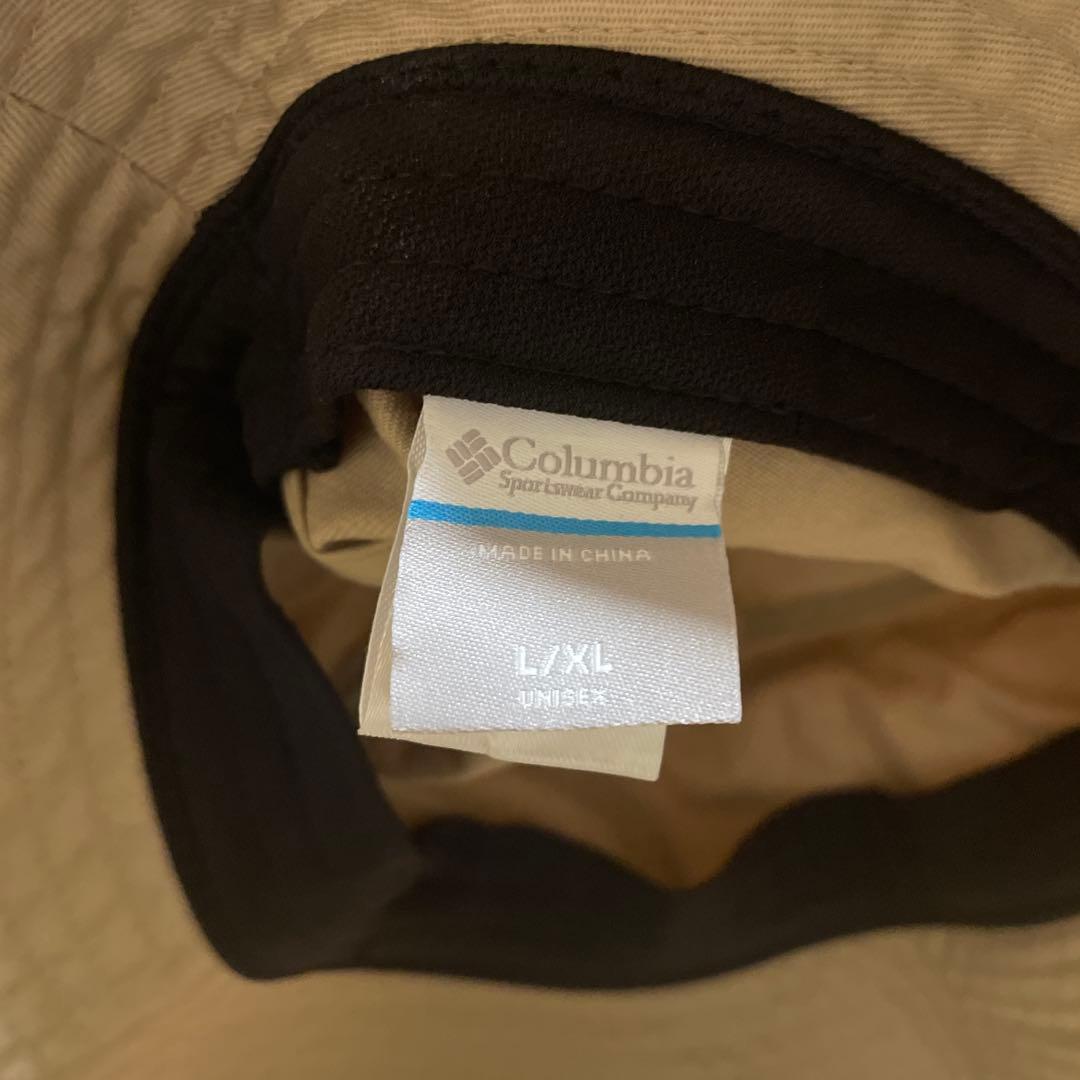 Columbia
Sportswear Company
MADE IN CHINA
L/XL
UNISEX